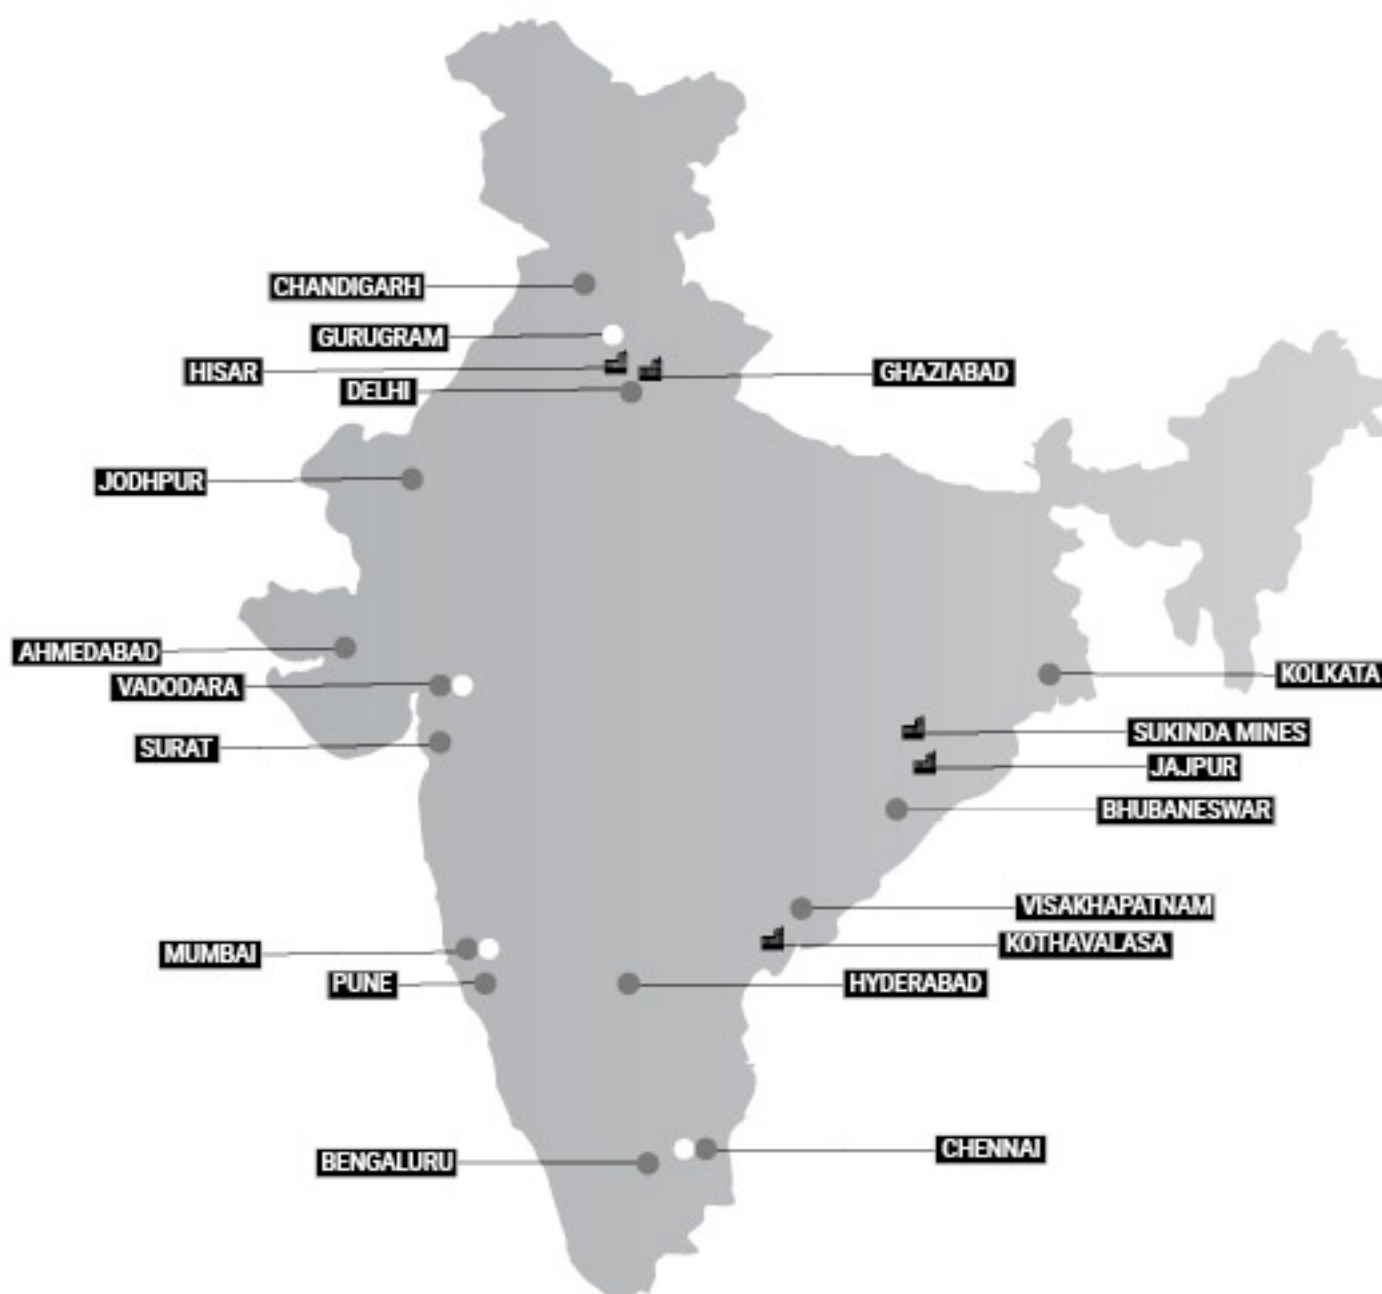 CHANDIGARH
GURUGRAM
HISAR
GHAZIABAD
DELHI
JODHPUR
AHMEDABAD
KOLKATA
VADODARA
SUKINDA MINES
SURAT
JAJPUR
BHUBANESWAR
VISAKHAPATNAM
KOTHAVALASA
MUMBAI
PUNE
HYDERABAD
CHENNAI
BENGALURU